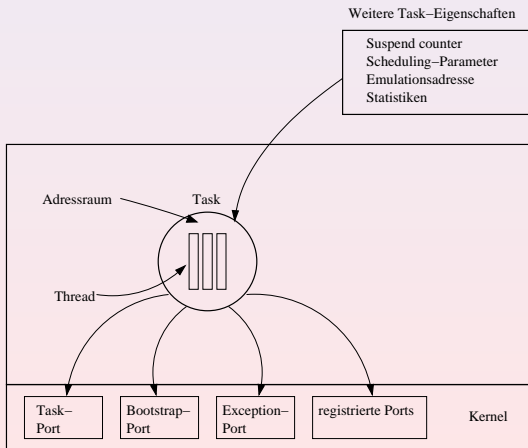 Weitere Task–Eigenschaften
Suspend counter
Scheduling–Parameter
Emulationsadresse
Statistiken
Adressraum
Task
Thread
Task–
Port
Bootstrap–
Port
Exception–
Port
registrierte Ports
Kernel